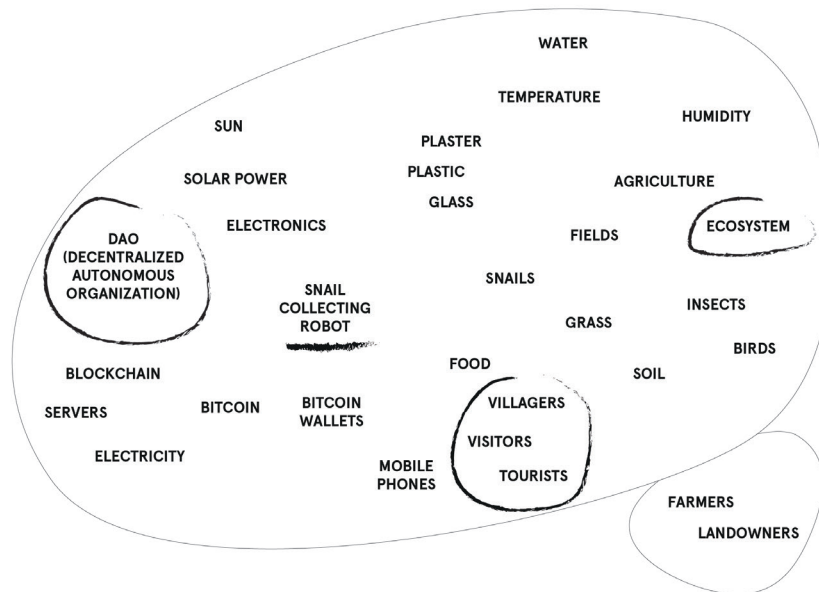 WATER
TEMPERATURE
HUMIDITY
SUN
PLASTER
PLASTIC
GLASS
SOLAR POWER
AGRICULTURE
ELECTRONICS
ECOSYSTEM
FIELDS
DAO
(DECENTRALIZED
AUTONOMOUS
ORGANIZATION)
SNAILS
SNAIL
COLLECTING
ROBOT
INSECTS
GRASS
BIRDS
FOOD
SOIL
BLOCKCHAIN
SERVERS
BITCOIN
BITCOIN
WALLETS
VILLAGERS
VISITORS
TOURISTS
ELECTRICITY
MOBILE
PHONES
FARMERS
LANDOWNERS